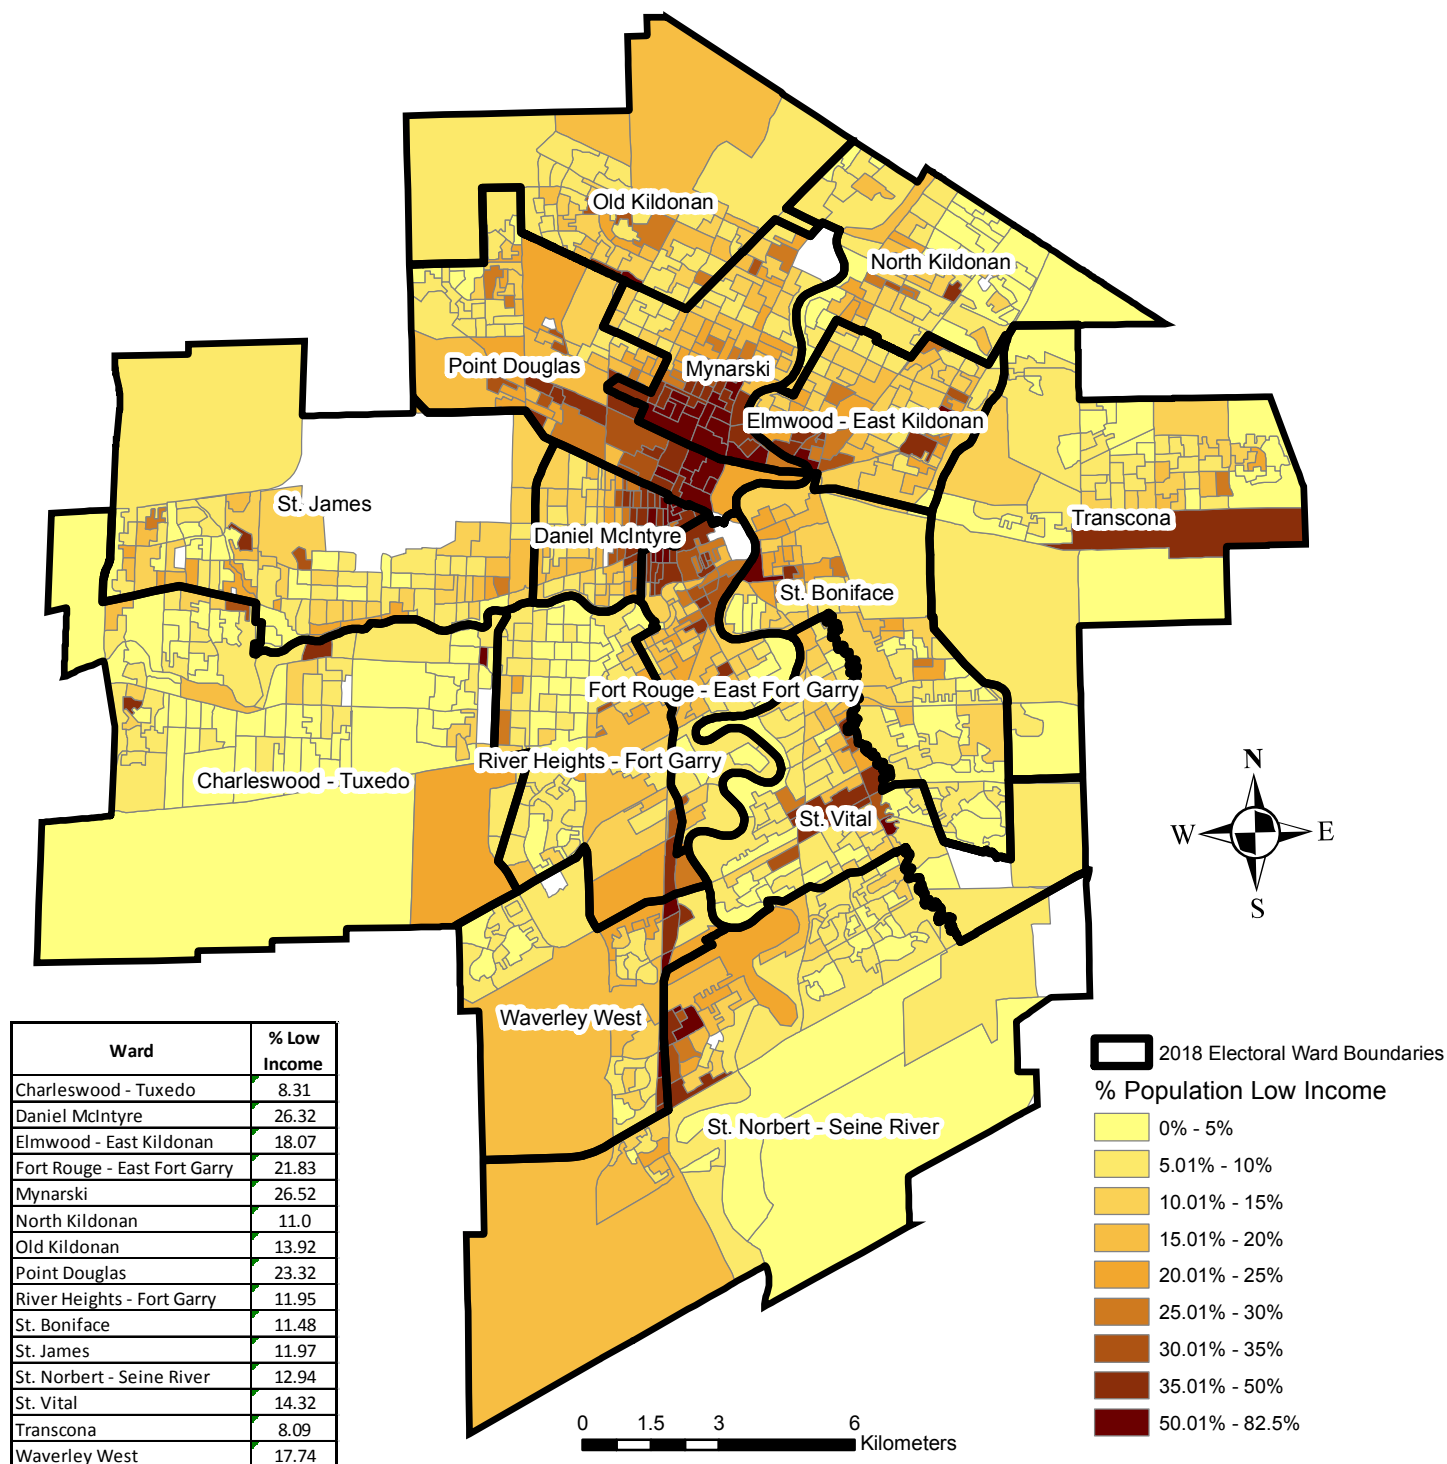 Old Kildonan
North Kildonan
Point Douglas
Mynarski
Elmwood - East Kildonan
St. James
Transcona
Daniel McIntyre
St. Boniface
Fort Rouge - East Fort Garry
River Heights - Fort Garry
Charleswood - Tuxedo
St. Vital
N
W E
S
Waverley West
St. Norbert - Seine River
Ward % Low Income
Charleswood - Tuxedo 8.31
Daniel McIntyre 26.32
Elmwood - East Kildonan 18.07
Fort Rouge - East Fort Garry 21.83
Mynarski 26.52
North Kildonan 11.0
Old Kildonan 13.92
Point Douglas 23.32
River Heights - Fort Garry 11.95
St. Boniface 11.48
St. James 11.97
St. Norbert - Seine River 12.94
St. Vital 14.32
Transcona 8.09
Waverley West 17.74
2018 Electoral Ward Boundaries
% Population Low Income
0% - 5%
5.01% - 10%
10.01% - 15%
15.01% - 20%
20.01% - 25%
25.01% - 30%
30.01% - 35%
35.01% - 50%
50.01% - 82.5%
0 1.5 3 6
Kilometers